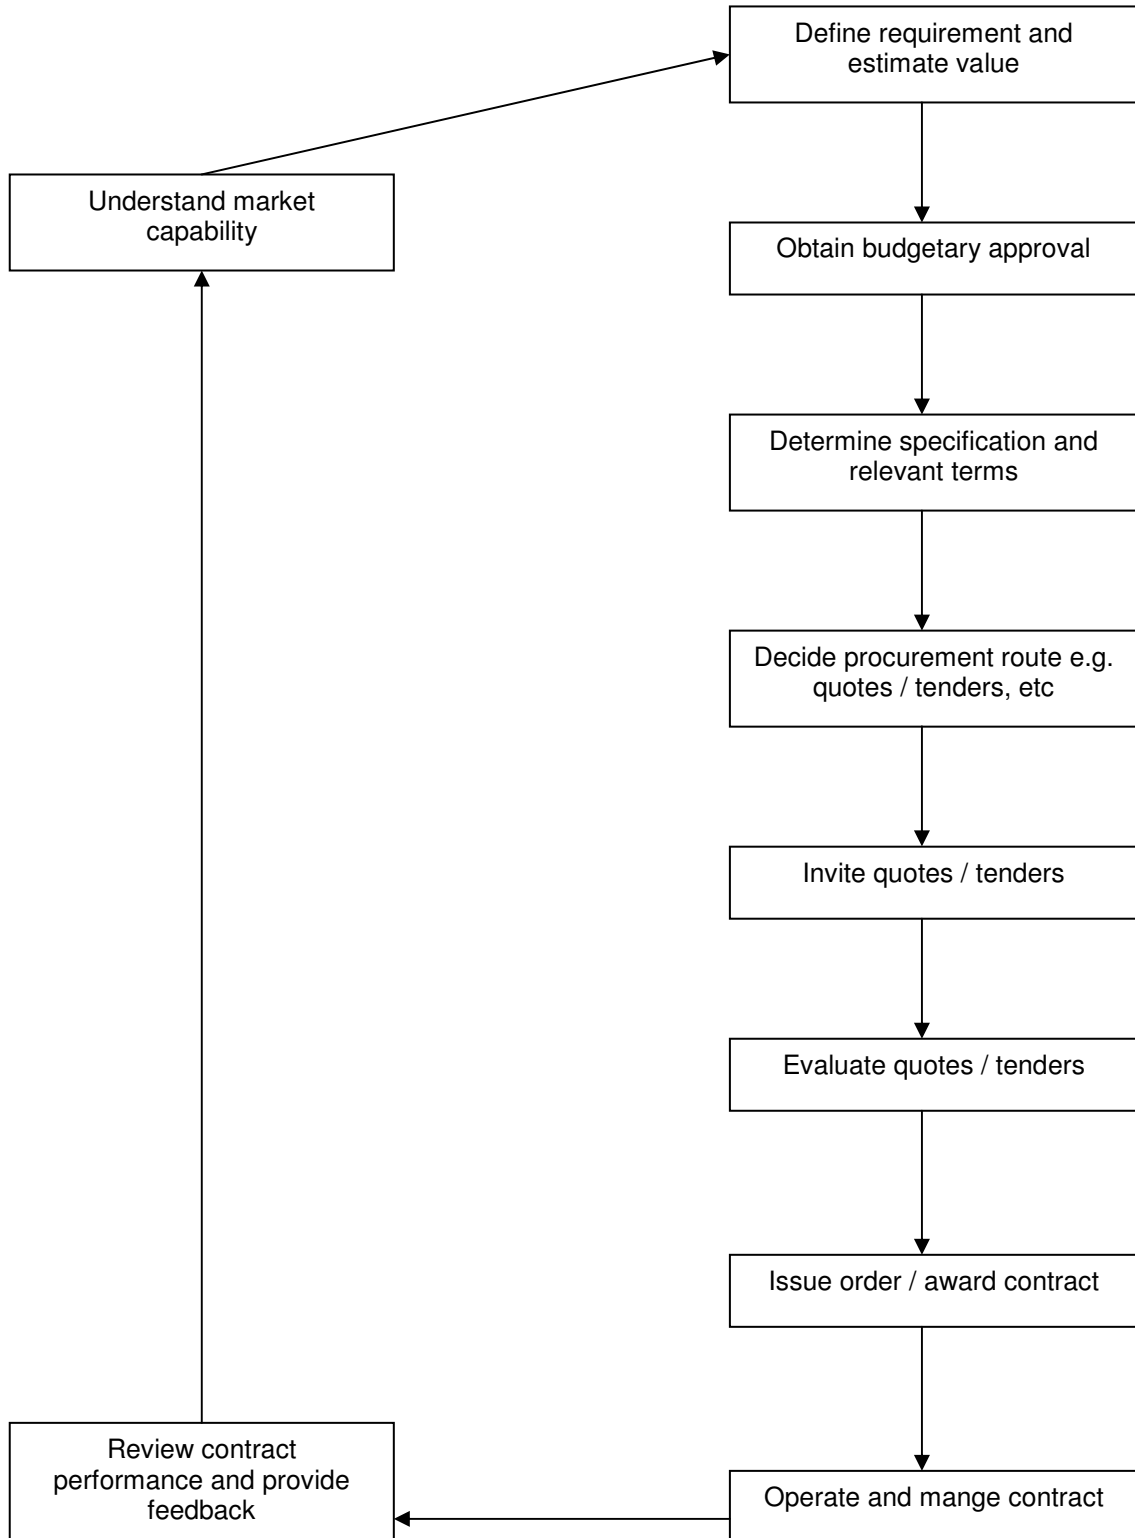 Define requirement and
estimate value
Understand market
capability
Obtain budgetary approval
Determine specification and
relevant terms
Decide procurement route e.g.
quotes / tenders, etc
Invite quotes / tenders
Evaluate quotes / tenders
Issue order / award contract
Review contract
performance and provide
feedback
Operate and mange contract